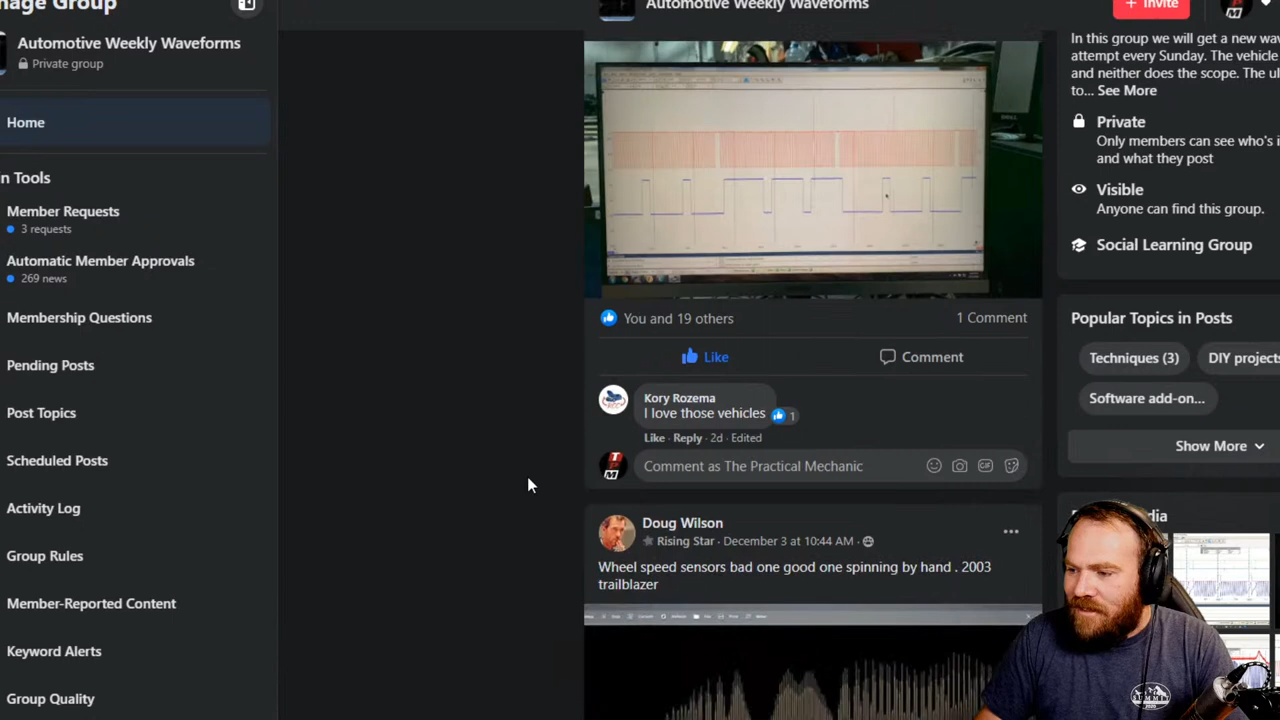 nage Group
Automotive Weekly Waveforms
Private group
Home
in Tools
Member Requests
3 requests
Automatic Member Approvals
269 news
Membership Questions
Pending Posts
Post Topics
Scheduled Posts
Activity Log
Group Rules
Member-Reported Content
Keyword Alerts
Group Quality
Automotive Weekly Waveforms
Invite
DELL
You and 19 others
1 Comment
Like
Comment
Kory Rozema
I love those vehicles
1
Like · Reply · 2d · Edited
Comment as The Practical Mechanic
GIF
Doug Wilson
Rising Star · December 3 at 10:44 AM ·
Wheel speed sensors bad one good one spinning by hand . 2003
trailblazer
In this group we will get a new wav
attempt every Sunday. The vehicle
and neither does the scope. The ul
to... See More
Private
Only members can see who's i
and what they post
Visible
Anyone can find this group.
Social Learning Group
Popular Topics in Posts
Techniques (3)
DIY projects
Software add-on...
Show More
dia
TPM
SUMMIT